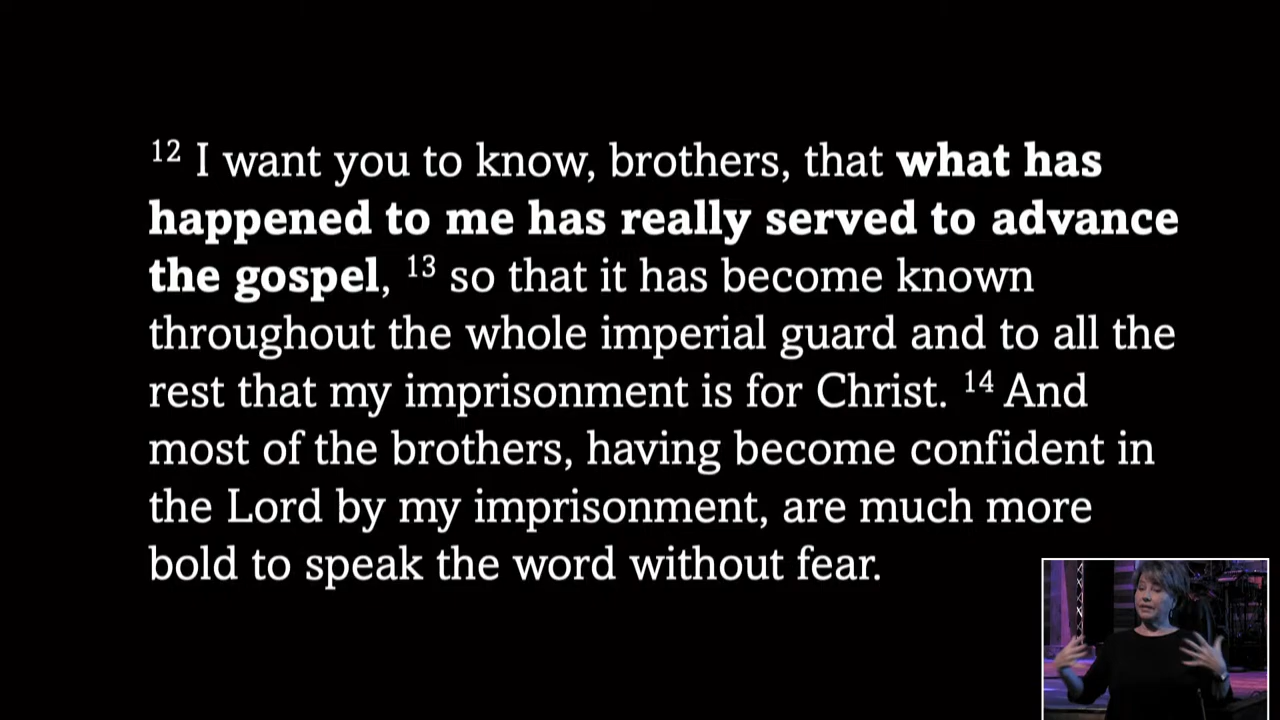 12 I want you to know, brothers, that what has
happened to me has really served to advance
the gospel, 13 so that it has become known
throughout the whole imperial guard and to all the
rest that my imprisonment is for Christ. 14 And
most of the brothers, having become confident in
the Lord by my imprisonment, are much more
bold to speak the word without fear.